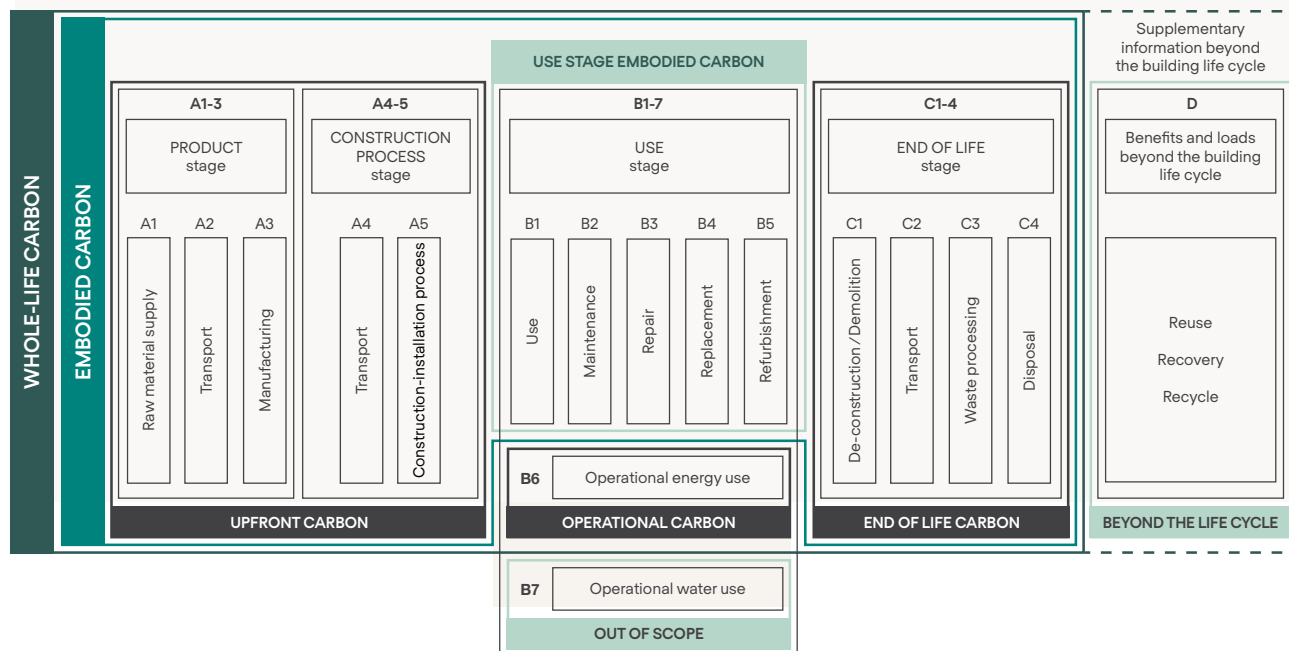 WHOLE-LIFE CARBON
EMBODIED CARBON
USE STAGE EMBODIED CARBON
Supplementary
information beyond
the building life cycle
A1-3
PRODUCT
stage
A1
A2
A3
Raw material supply
Transport
Manufacturing
A4-5
CONSTRUCTION
PROCESS
stage
A4
A5
Transport
Construction-installation process
UPFRONT CARBON
B1-7
USE
stage
B1
B2
B3
B4
B5
Use
Maintenance
Repair
Replacement
Refurbishment
B6
Operational energy use
OPERATIONAL CARBON
B7
Operational water use
OUT OF SCOPE
C1-4
END OF LIFE
stage
C1
C2
C3
C4
De-construction /Demolition
Transport
Waste processing
Disposal
END OF LIFE CARBON
D
Benefits and loads
beyond the building
life cycle
Reuse
Recovery
Recycle
BEYOND THE LIFE CYCLE